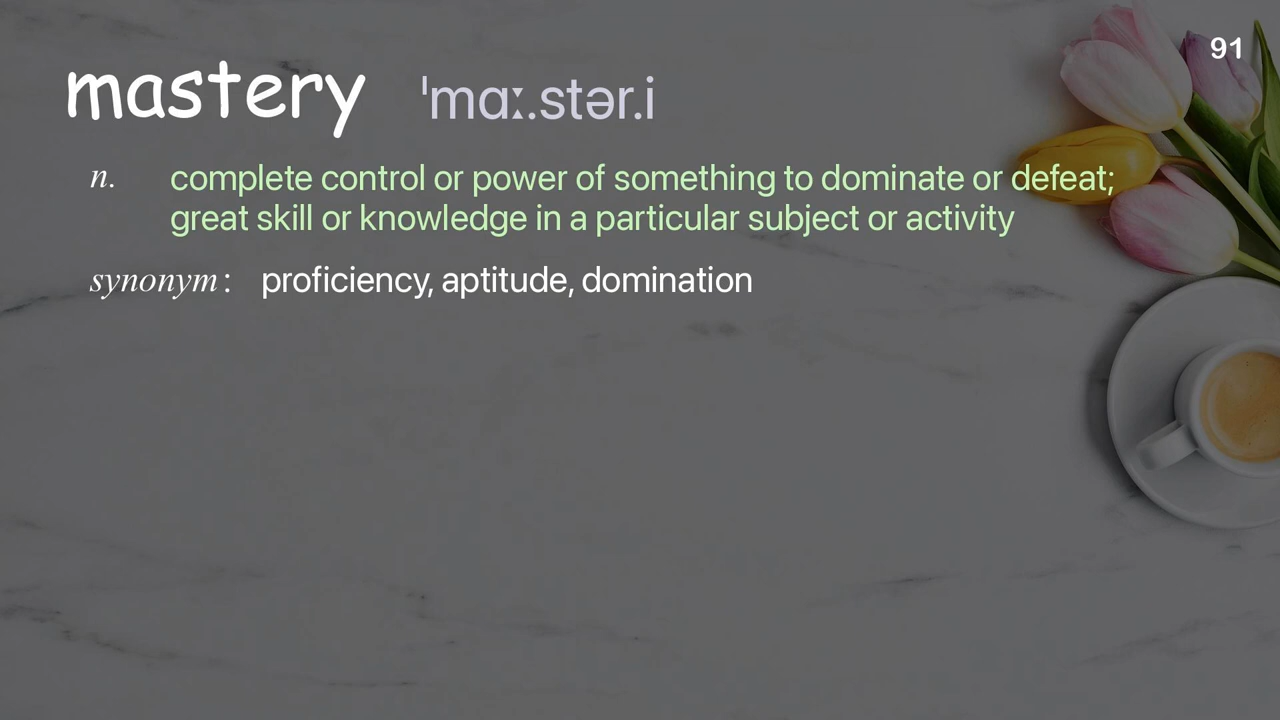 91
mastery ˈmɑː.stər.i
n. complete control or power of something to dominate or defeat;
great skill or knowledge in a particular subject or activity
synonym: proficiency, aptitude, domination